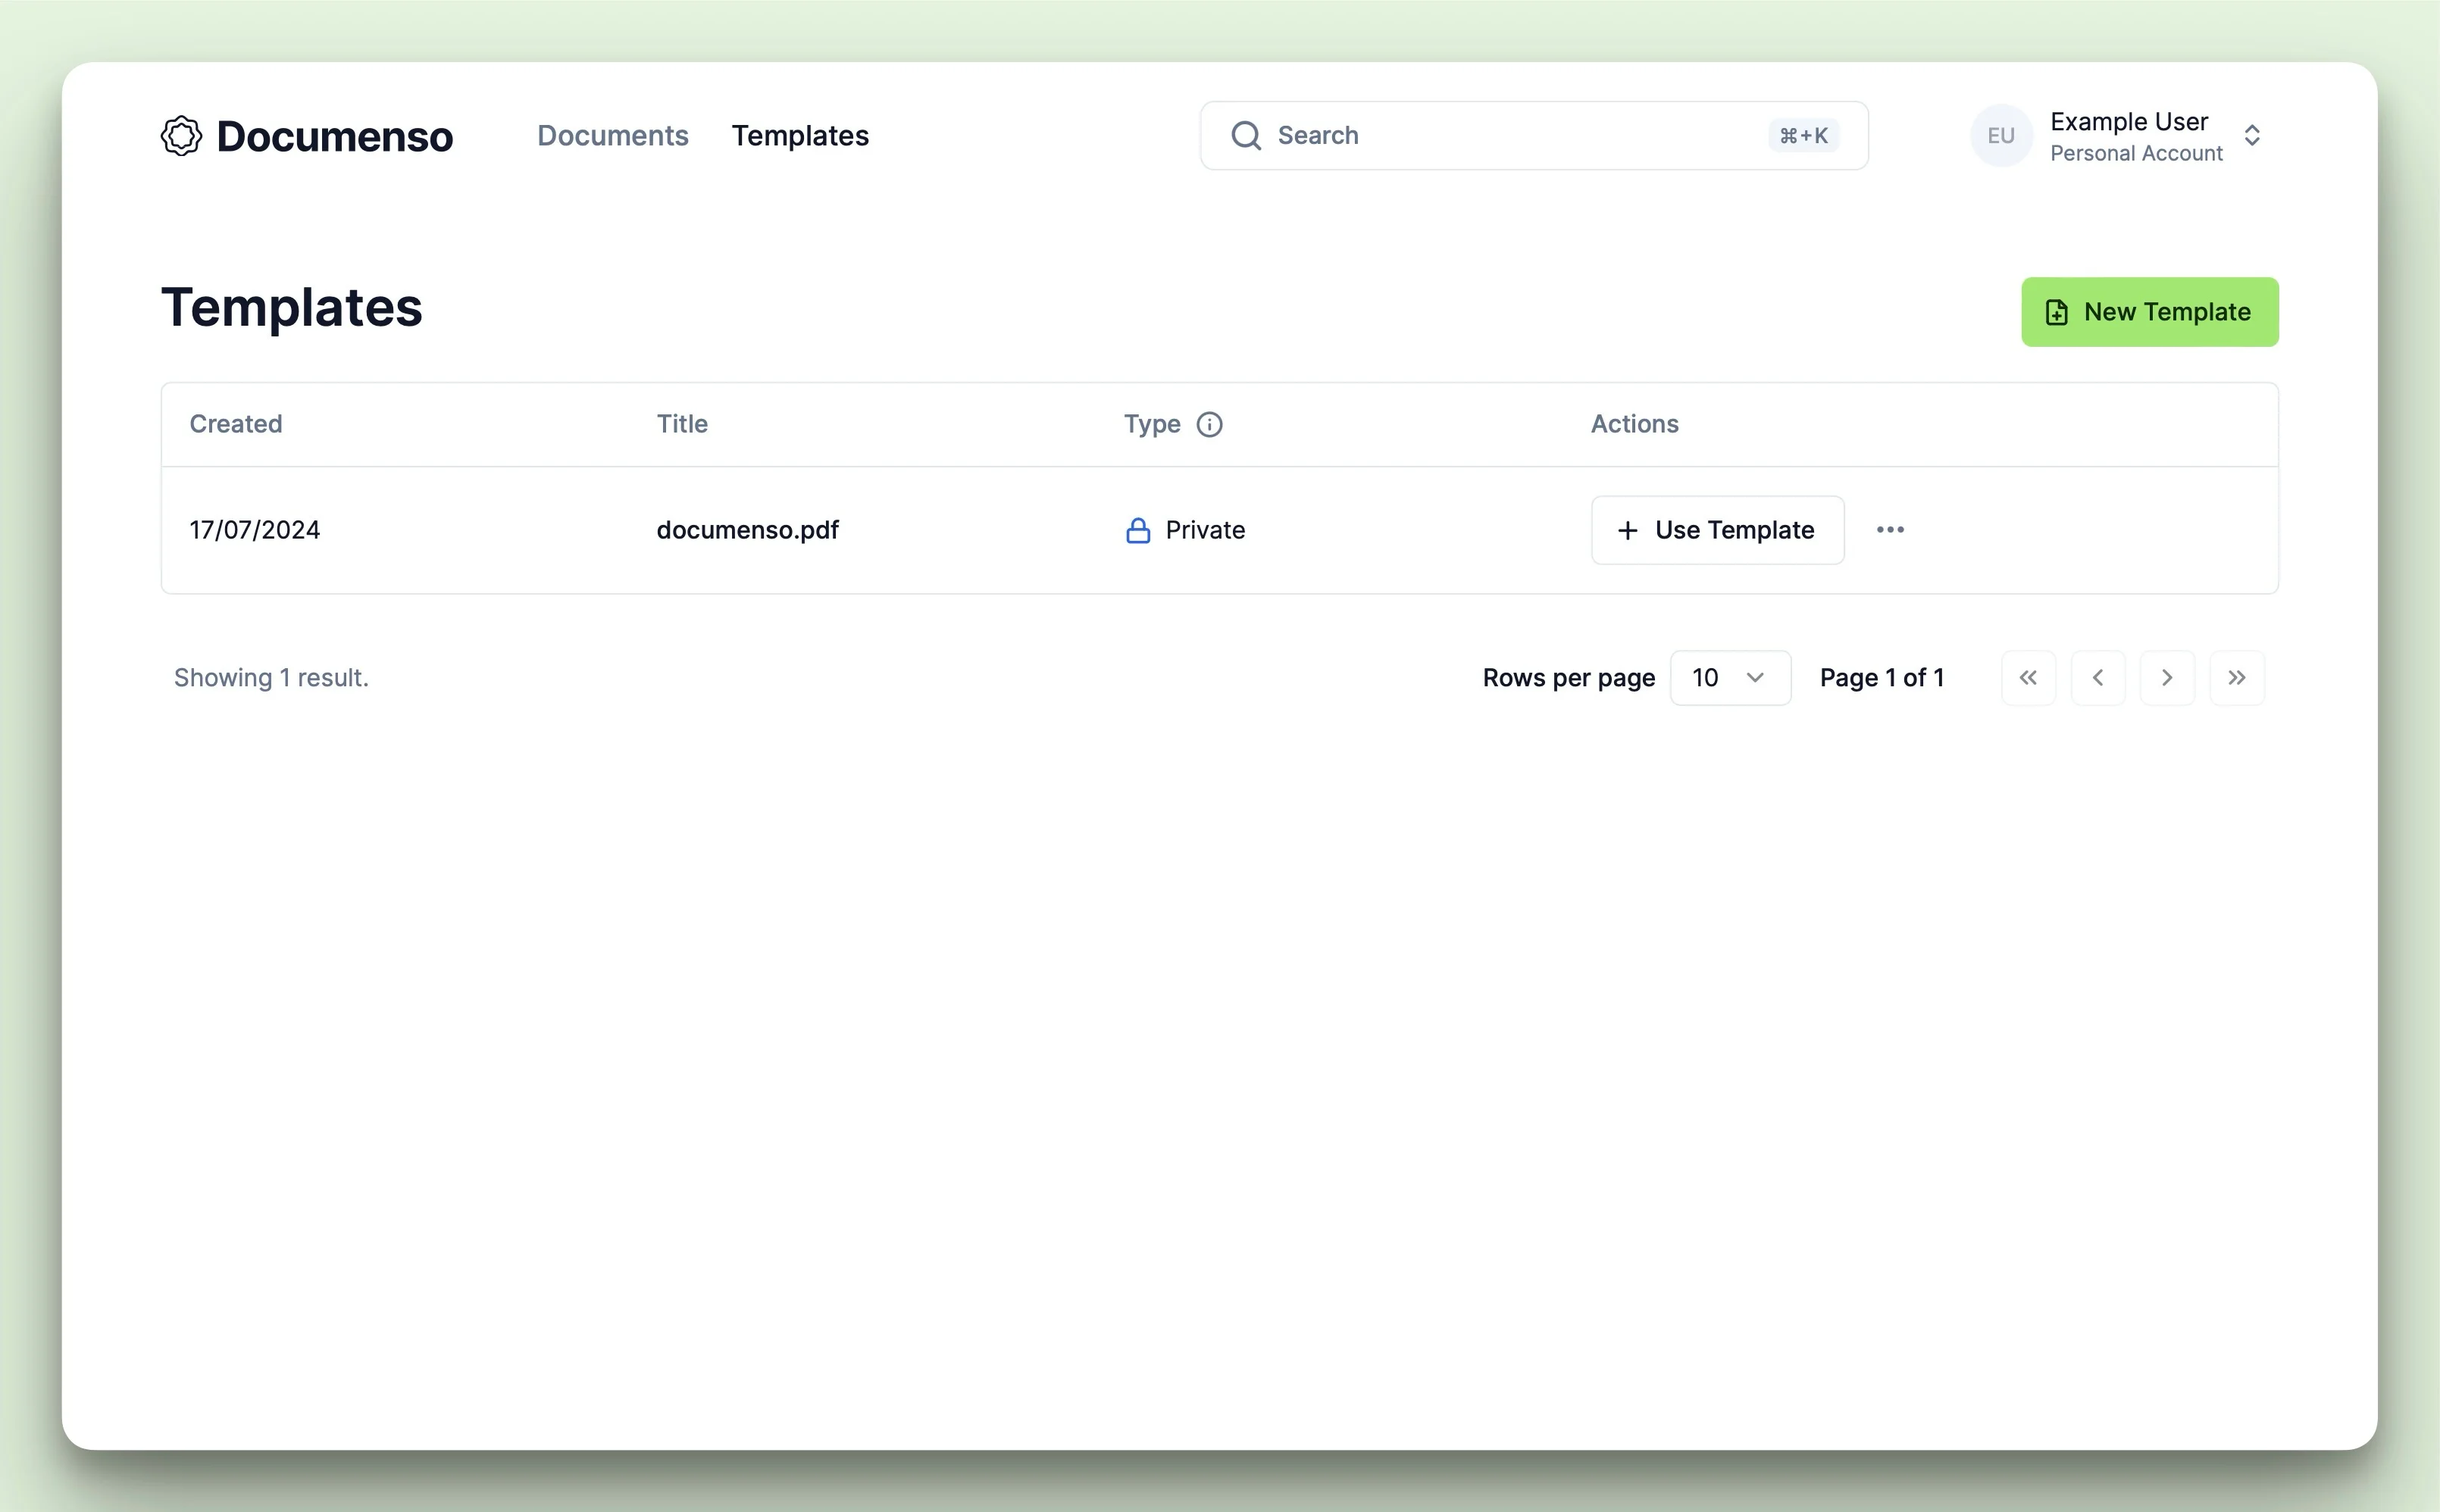 Documenso
Documents
Templates
Search
⌘+K
EU
Example User
Personal Account
Templates
New Template
Created
Title
Type
Actions
17/07/2024
documenso.pdf
Private
Use Template
Showing 1 result.
Rows per page
10
Page 1 of 1